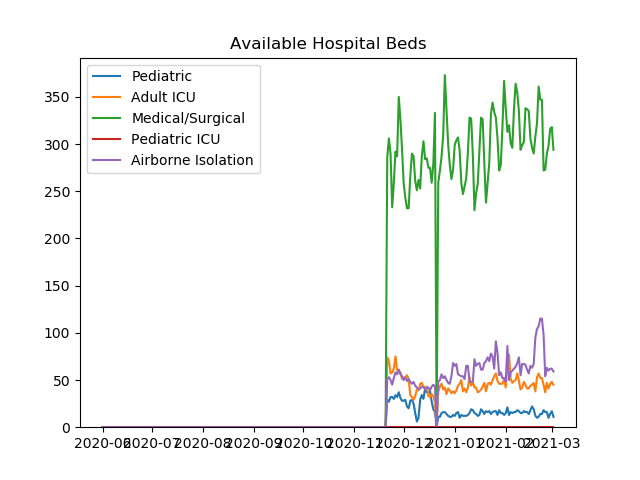 Available Hospital Beds
Pediatric
Adult ICU
Medical/Surgical
Pediatric ICU
Airborne Isolation
350
300
250
200
150
100
50
0
2020-06 2020-07 2020-08 2020-09 2020-10 2020-11 2020-12 2021-01 2021-02 2021-03